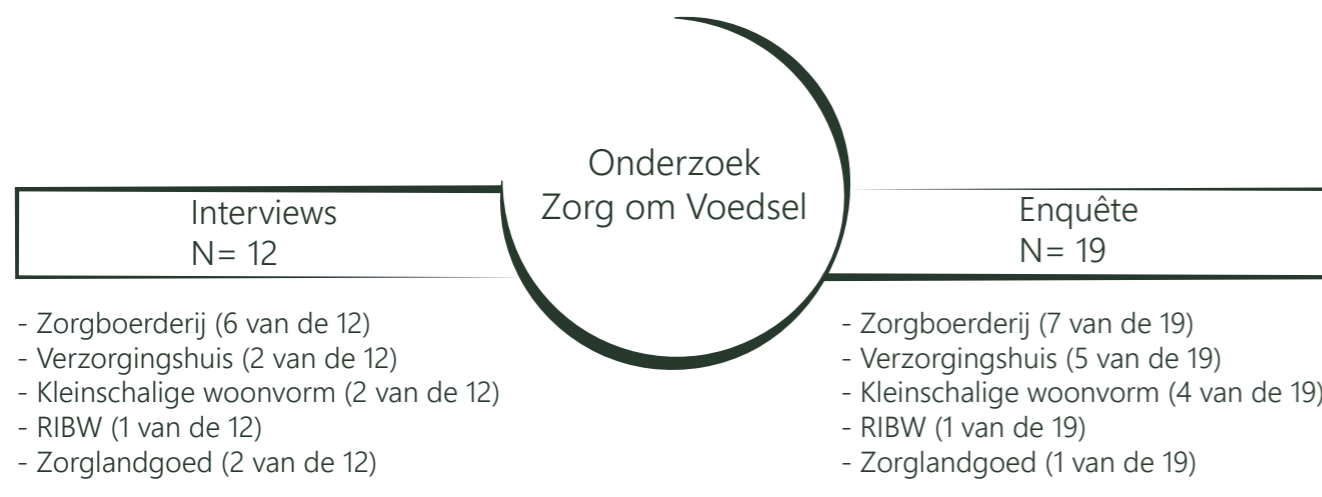 Onderzoek
Zorg om Voedsel
Interviews
N= 12
- Zorgboerderij (6 van de 12)
- Verzorgingshuis (2 van de 12)
- Kleinschalige woonvorm (2 van de 12)
- RIBW (1 van de 12)
- Zorglandgoed (2 van de 12)
Enquête
N= 19
- Zorgboerderij (7 van de 19)
- Verzorgingshuis (5 van de 19)
- Kleinschalige woonvorm (4 van de 19)
- RIBW (1 van de 19)
- Zorglandgoed (1 van de 19)